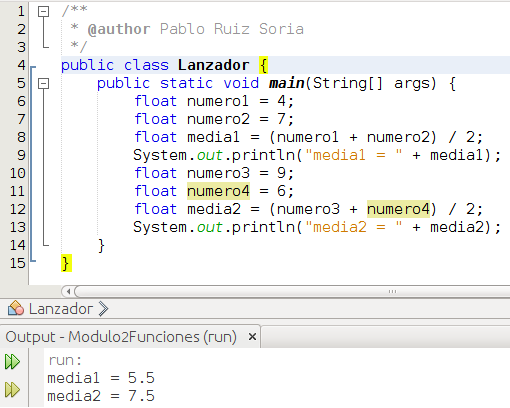 1 /**
2  * @author Pablo Ruiz Soria
3  */
4 public class Lanzador {
5     public static void main(String[] args) {
6         float numero1 = 4;
7         float numero2 = 7;
8         float media1 = (numero1 + numero2) / 2;
9         System.out.println("media1 = " + media1);
10         float numero3 = 9;
11         float numero4 = 6;
12         float media2 = (numero3 + numero4) / 2;
13         System.out.println("media2 = " + media2);
14     }
15 }
Lanzador
Output - Modulo2Funciones (run) ×
run:
media1 = 5.5
media2 = 7.5